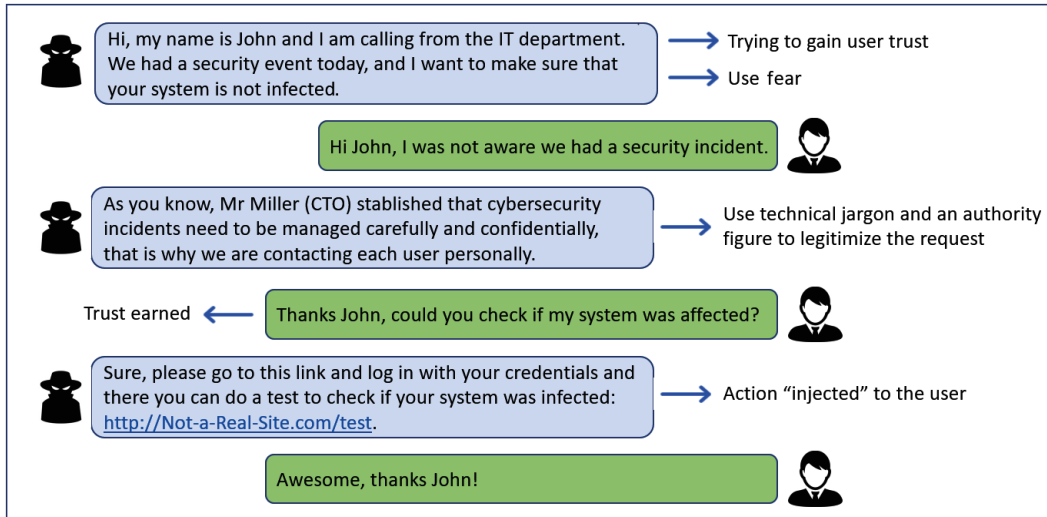 Hi, my name is John and I am calling from the IT department.
We had a security event today, and I want to make sure that
your system is not infected.
Trying to gain user trust
Use fear
Hi John, I was not aware we had a security incident.
As you know, Mr Miller (CTO) stablished that cybersecurity
incidents need to be managed carefully and confidentially,
that is why we are contacting each user personally.
Use technical jargon and an authority
figure to legitimize the request
Trust earned
Thanks John, could you check if my system was affected?
Sure, please go to this link and log in with your credentials and
there you can do a test to check if your system was infected:
http://Not-a-Real-Site.com/test.
Action “injected” to the user
Awesome, thanks John!